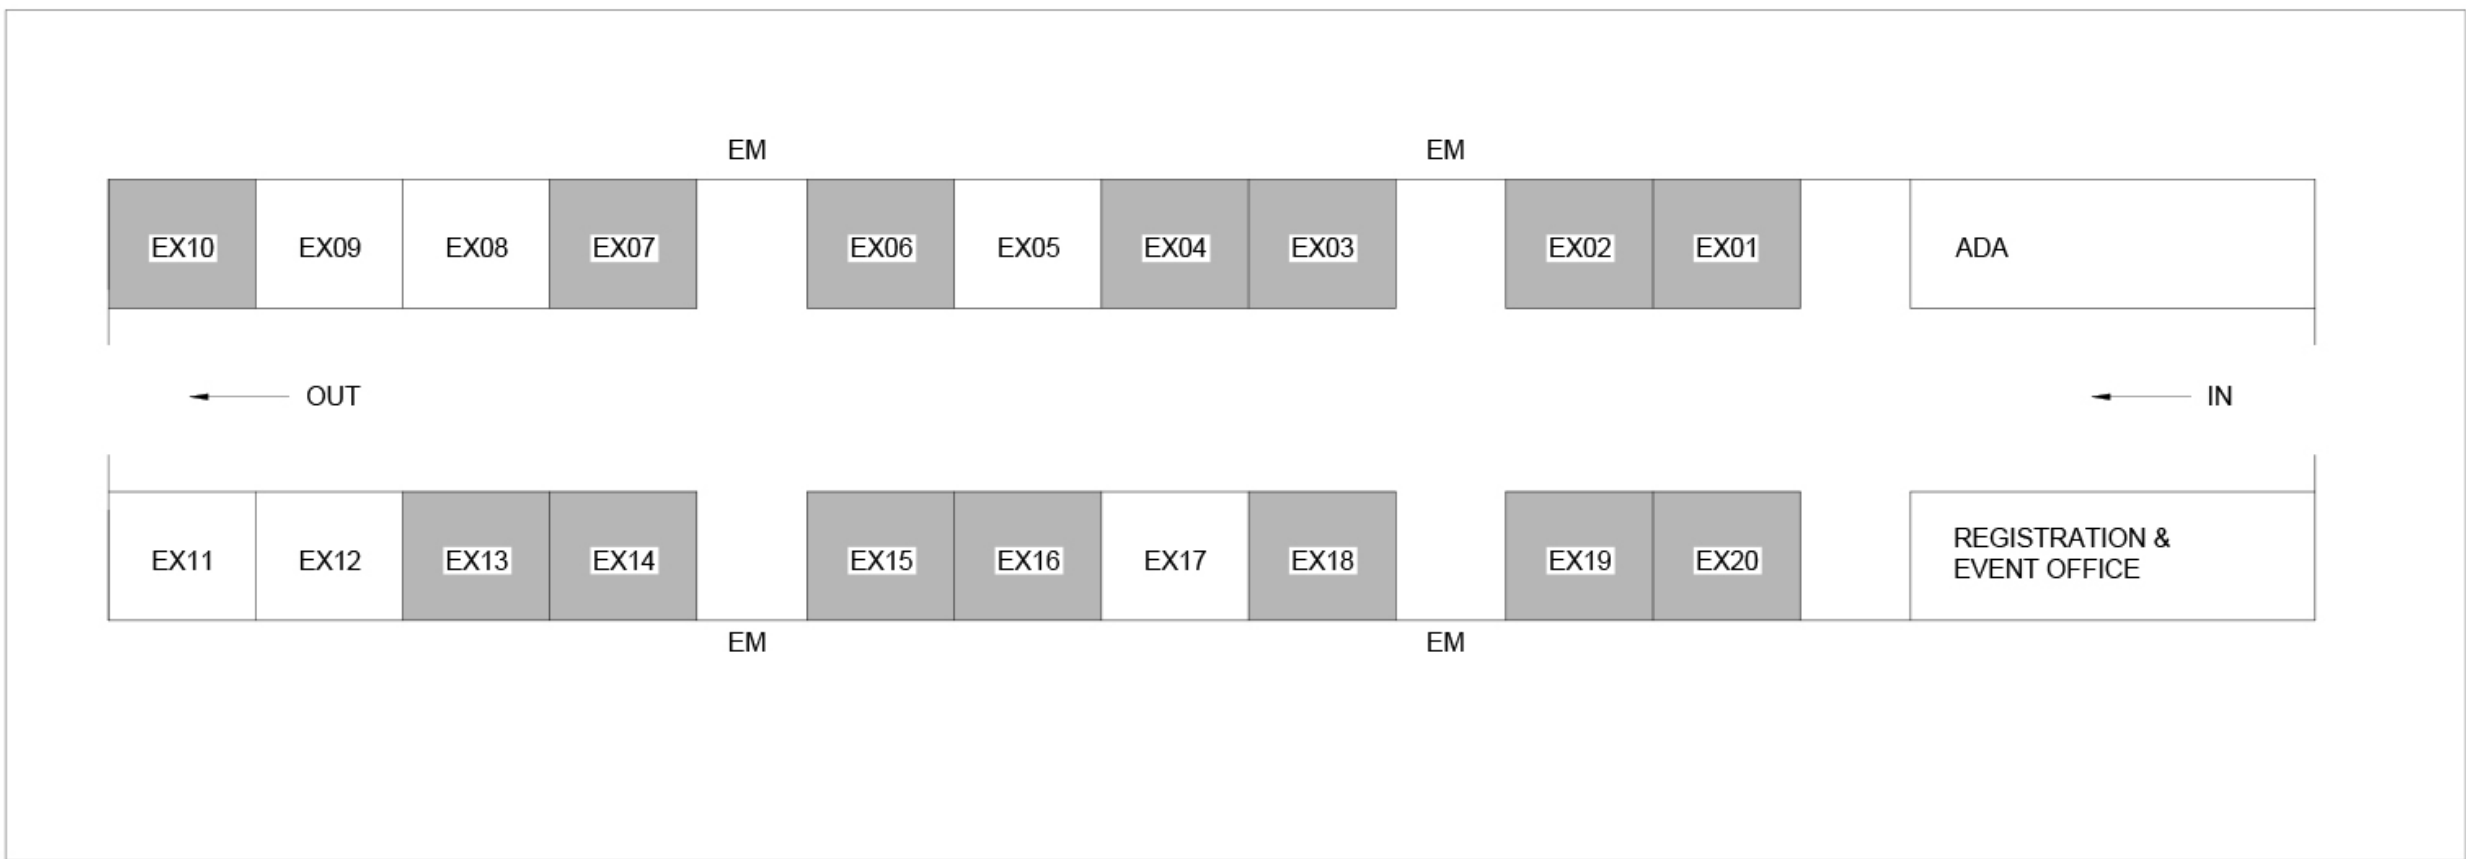 EM EM
EX10 EX09 EX08 EX07 EX06 EX05 EX04 EX03 EX02 EX01 ADA
OUT IN
EX11 EX12 EX13 EX14 EX15 EX16 EX17 EX18 EX19 EX20 REGISTRATION &
EVENT OFFICE
EM EM